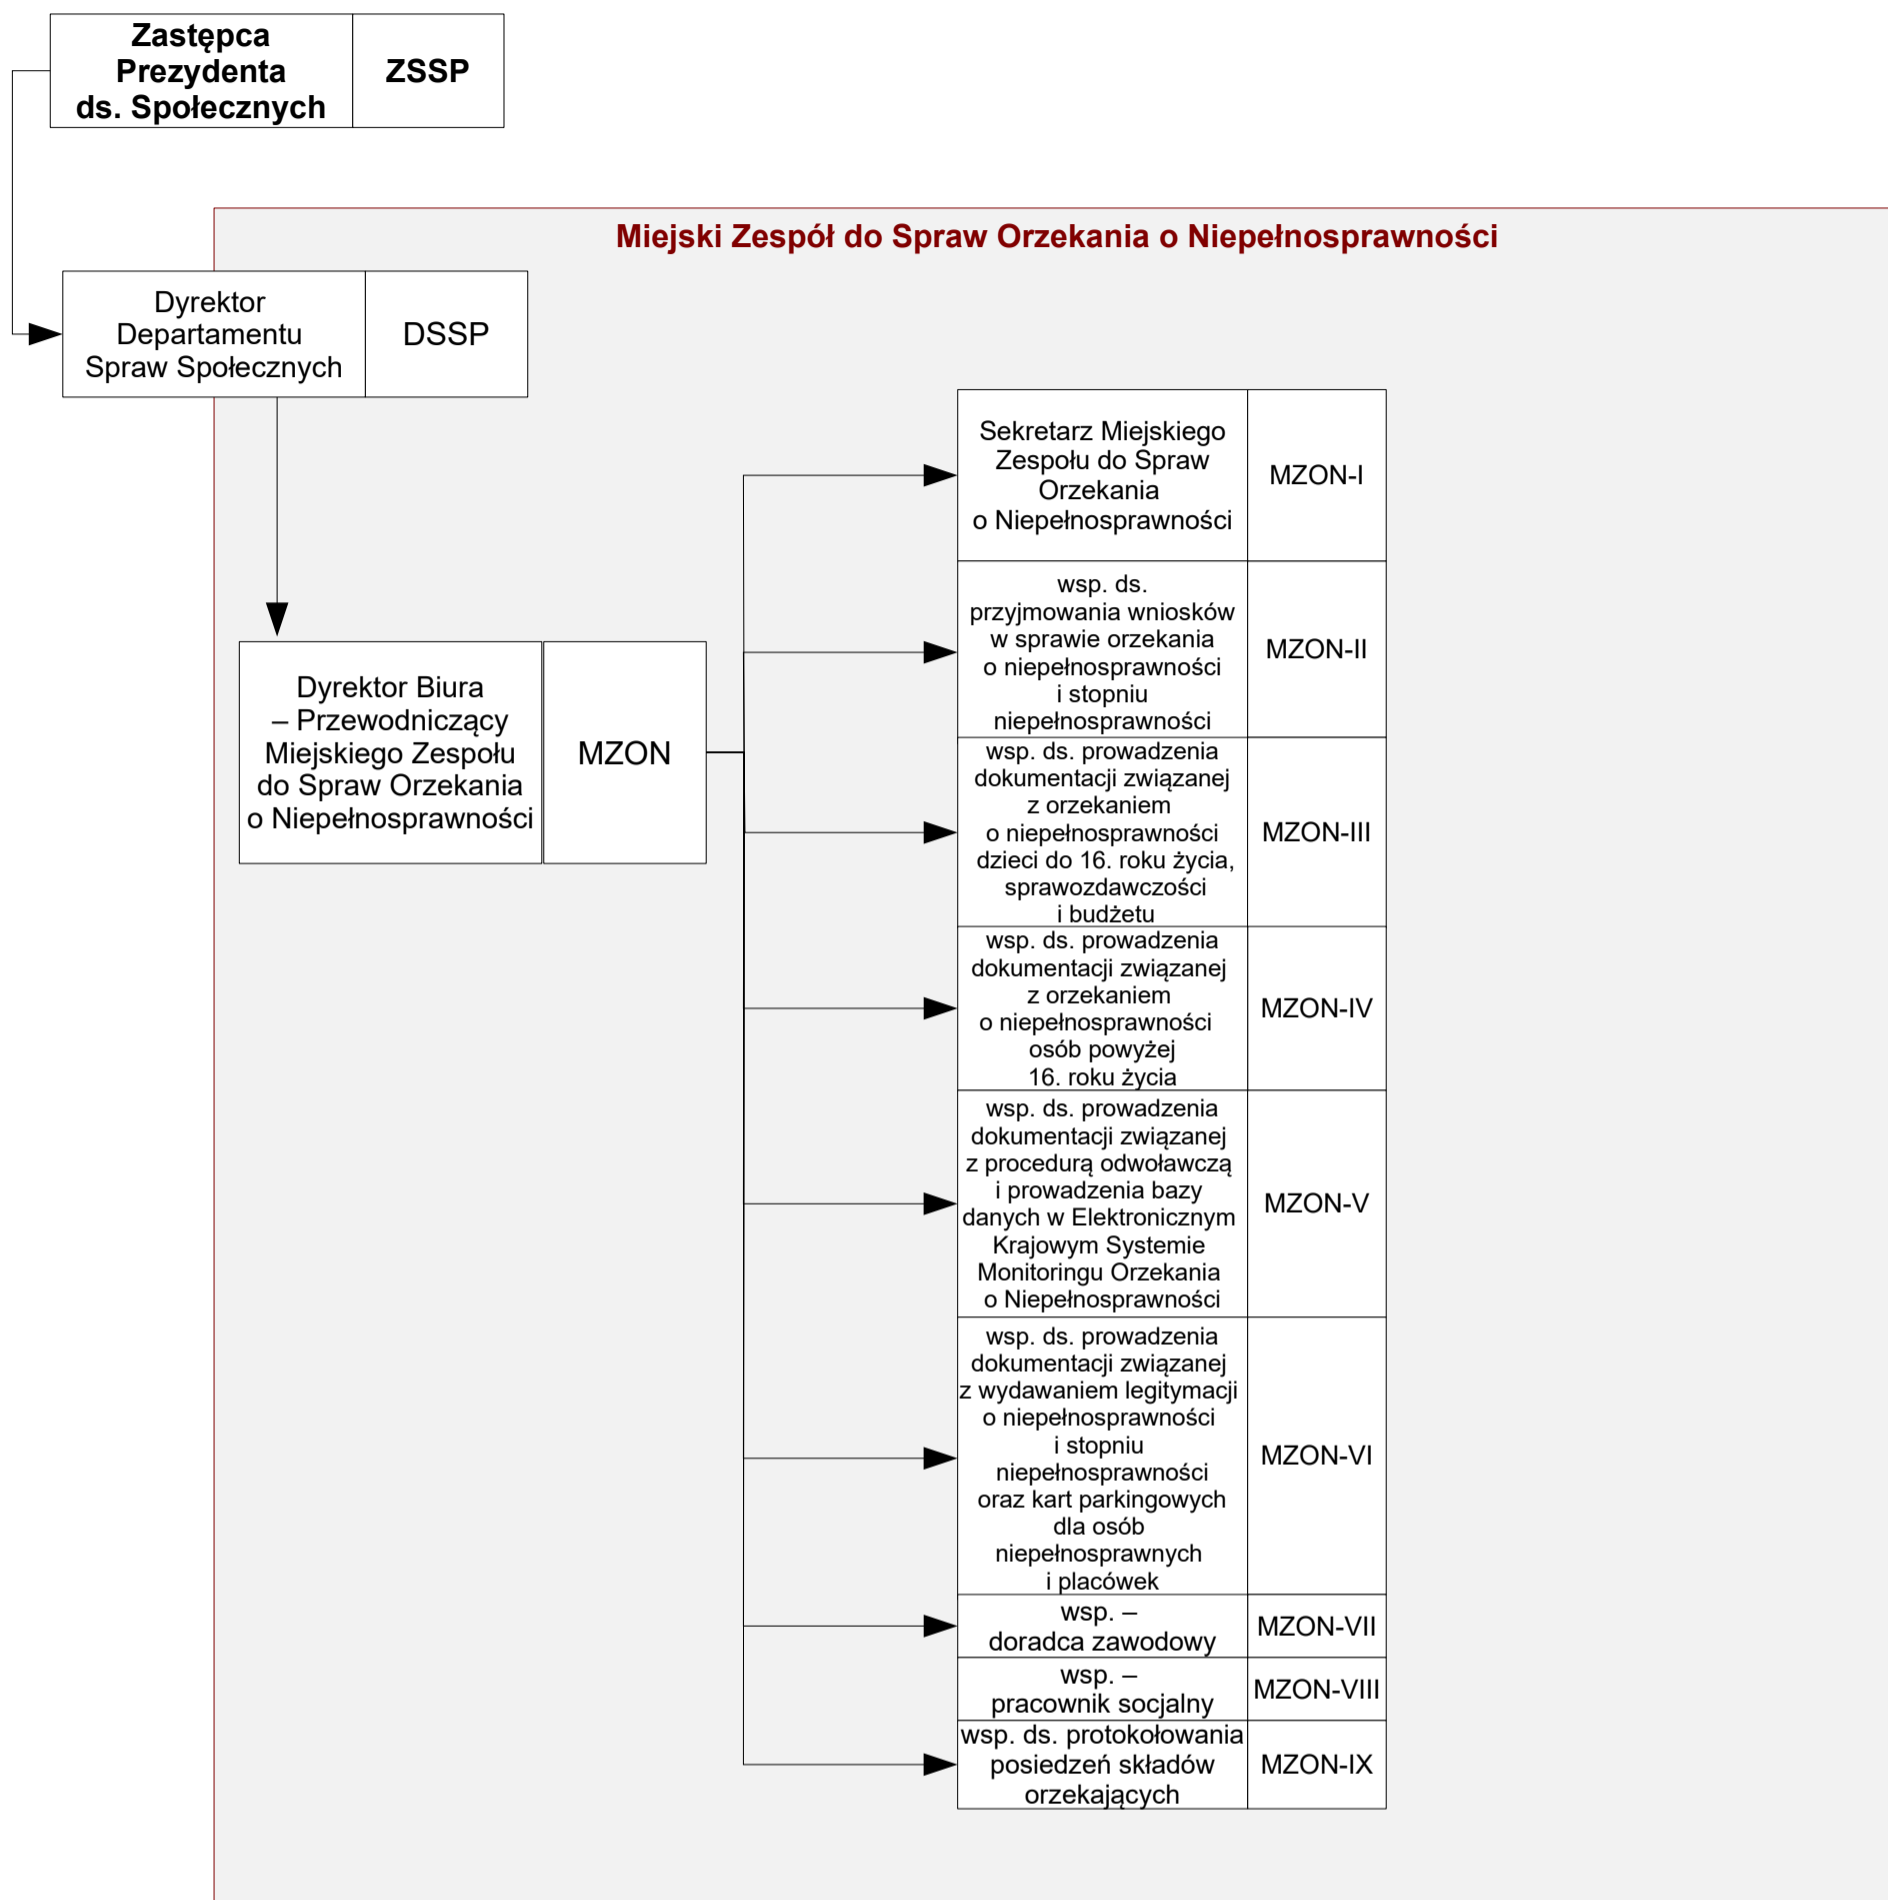 Zastępca
Prezydenta
ds. Społecznych
ZSSP
Miejski Zespół do Spraw Orzekania o Niepełnosprawności
Dyrektor
Departamentu
Spraw Społecznych
DSSP
Dyrektor Biura
– Przewodniczący
Miejskiego Zespołu
do Spraw Orzekania
o Niepełnosprawności
MZON
Sekretarz Miejskiego
Zespołu do Spraw
Orzekania
o Niepełnosprawności
MZON-I
wsp. ds.
przyjmowania wniosków
w sprawie orzekania
o niepełnosprawności
i stopniu
niepełnosprawności
MZON-II
wsp. ds. prowadzenia
dokumentacji związanej
z orzekaniem
o niepełnosprawności
dzieci do 16. roku życia,
sprawozdawczości
i budżetu
MZON-III
wsp. ds. prowadzenia
dokumentacji związanej
z orzekaniem
o niepełnosprawności
osób powyżej
16. roku życia
MZON-IV
wsp. ds. prowadzenia
dokumentacji związanej
z procedurą odwoławczą
i prowadzenia bazy
danych w Elektronicznym
Krajowym Systemie
Monitoringu Orzekania
o Niepełnosprawności
MZON-V
wsp. ds. prowadzenia
dokumentacji związanej
z wydawaniem legitymacji
o niepełnosprawności
i stopniu
niepełnosprawności
oraz kart parkingowych
dla osób
niepełnosprawnych
i placówek
MZON-VI
wsp. –
doradca zawodowy
MZON-VII
wsp. –
pracownik socjalny
MZON-VIII
wsp. ds. protokołowania
posiedzeń składów
orzekających
MZON-IX